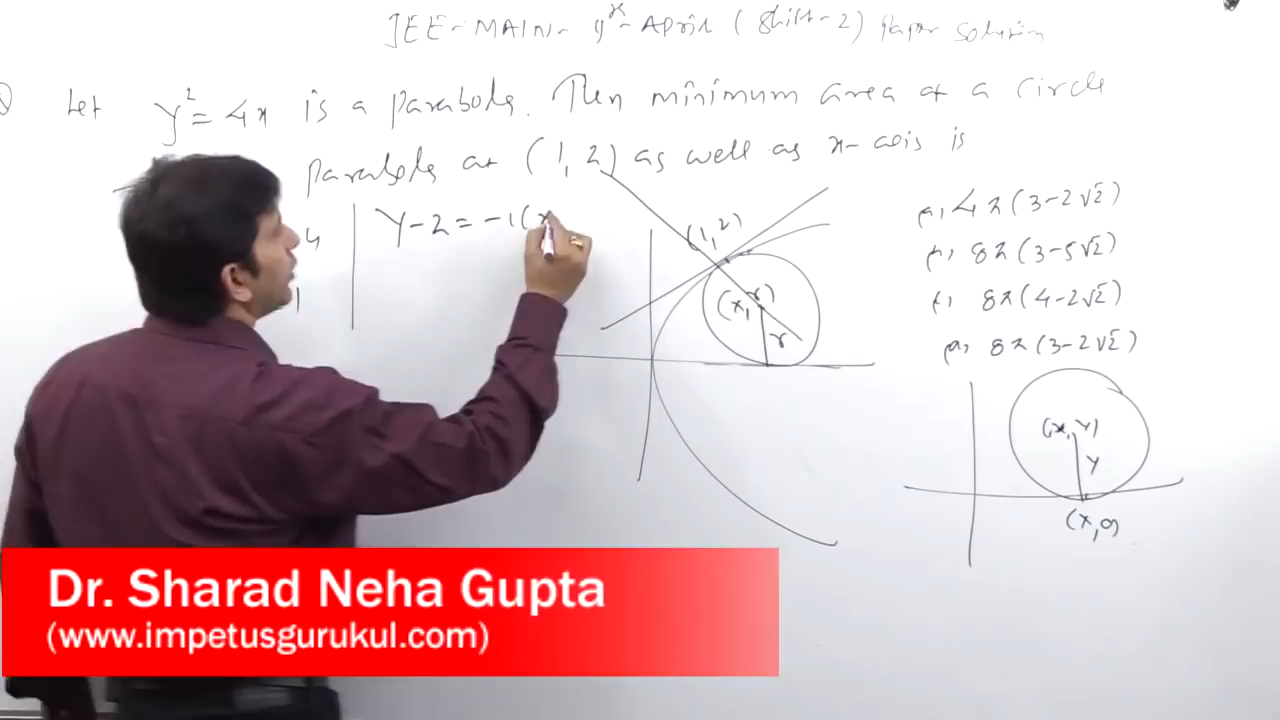 JEE-MAIN-9th-April (Shift-2) Paper Solution
Let y² = 4x is a parabola. Then minimum area of a circle
parabola at (1, 2) as well as x-axis is
y-2 = -1(x
4
1
(1, 2)
(x, r)
r
4π(3-2√2)
8π(3-5√2)
8π(4-2√2)
8π(3-2√2)
(x, y)
y
(x, 0)
Dr. Sharad Neha Gupta
(www.impetusgurukul.com)